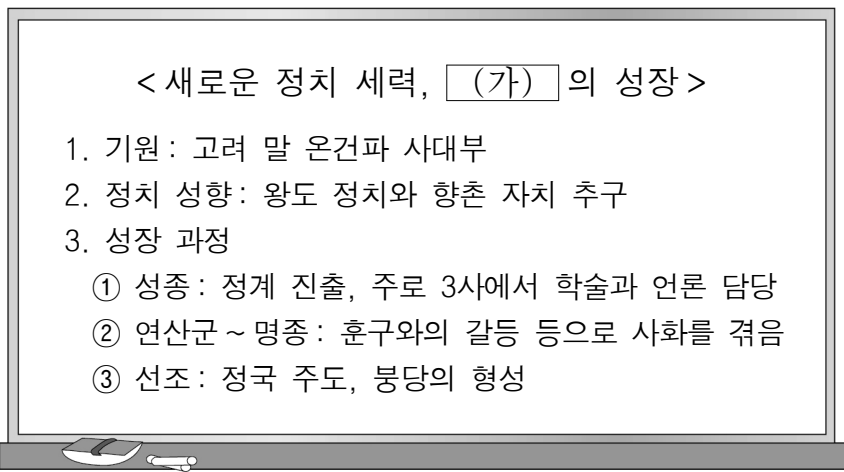 <새로운 정치 세력, (가) 의 성장>
1. 기원: 고려 말 온건파 사대부
2. 정치 성향: 왕도 정치와 향촌 자치 추구
3. 성장 과정
① 성종: 정계 진출, 주로 3사에서 학술과 언론 담당
② 연산군~명종: 훈구와의 갈등 등으로 사화를 겪음
③ 선조: 정국 주도, 붕당의 형성